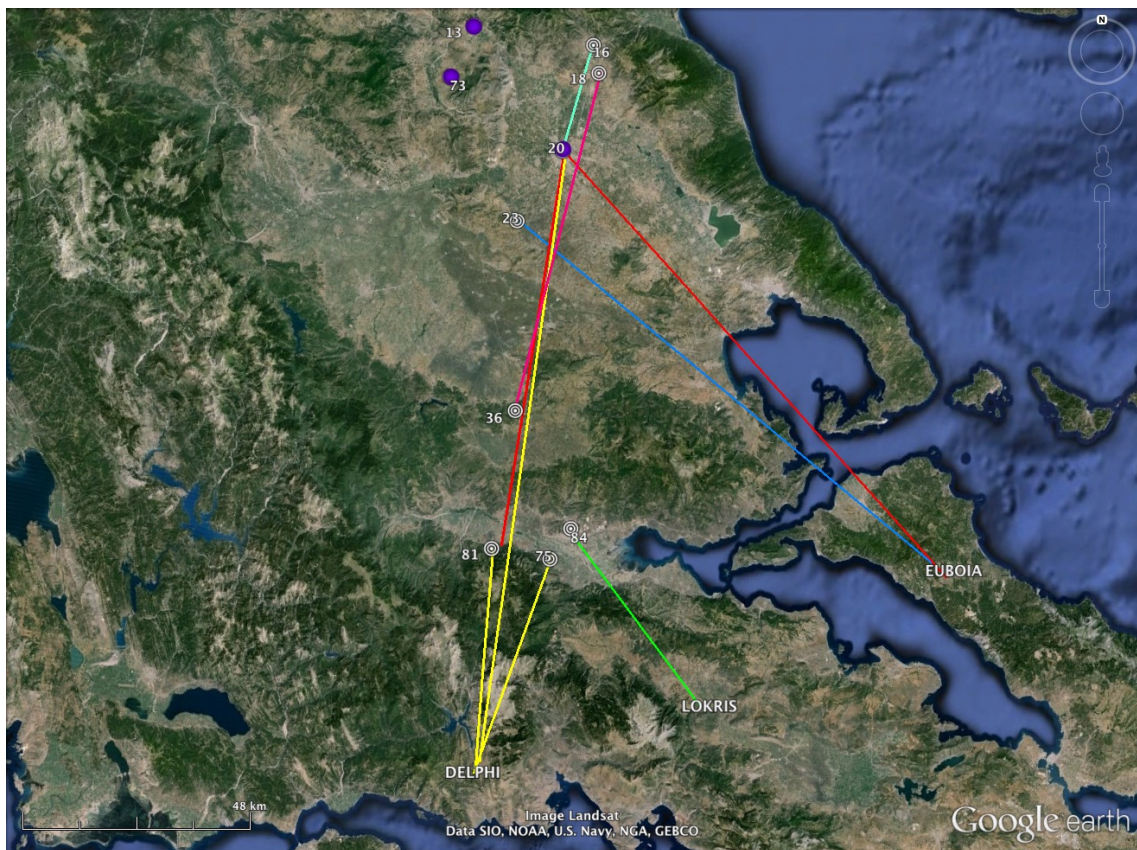 N
13
16
18
73
20
23
36
81
75
84
EUBOIA
LOKRIS
DELPHI
48 km
Image Landsat
Data SIO, NOAA, U.S. Navy, NGA, GEBCO
Google earth